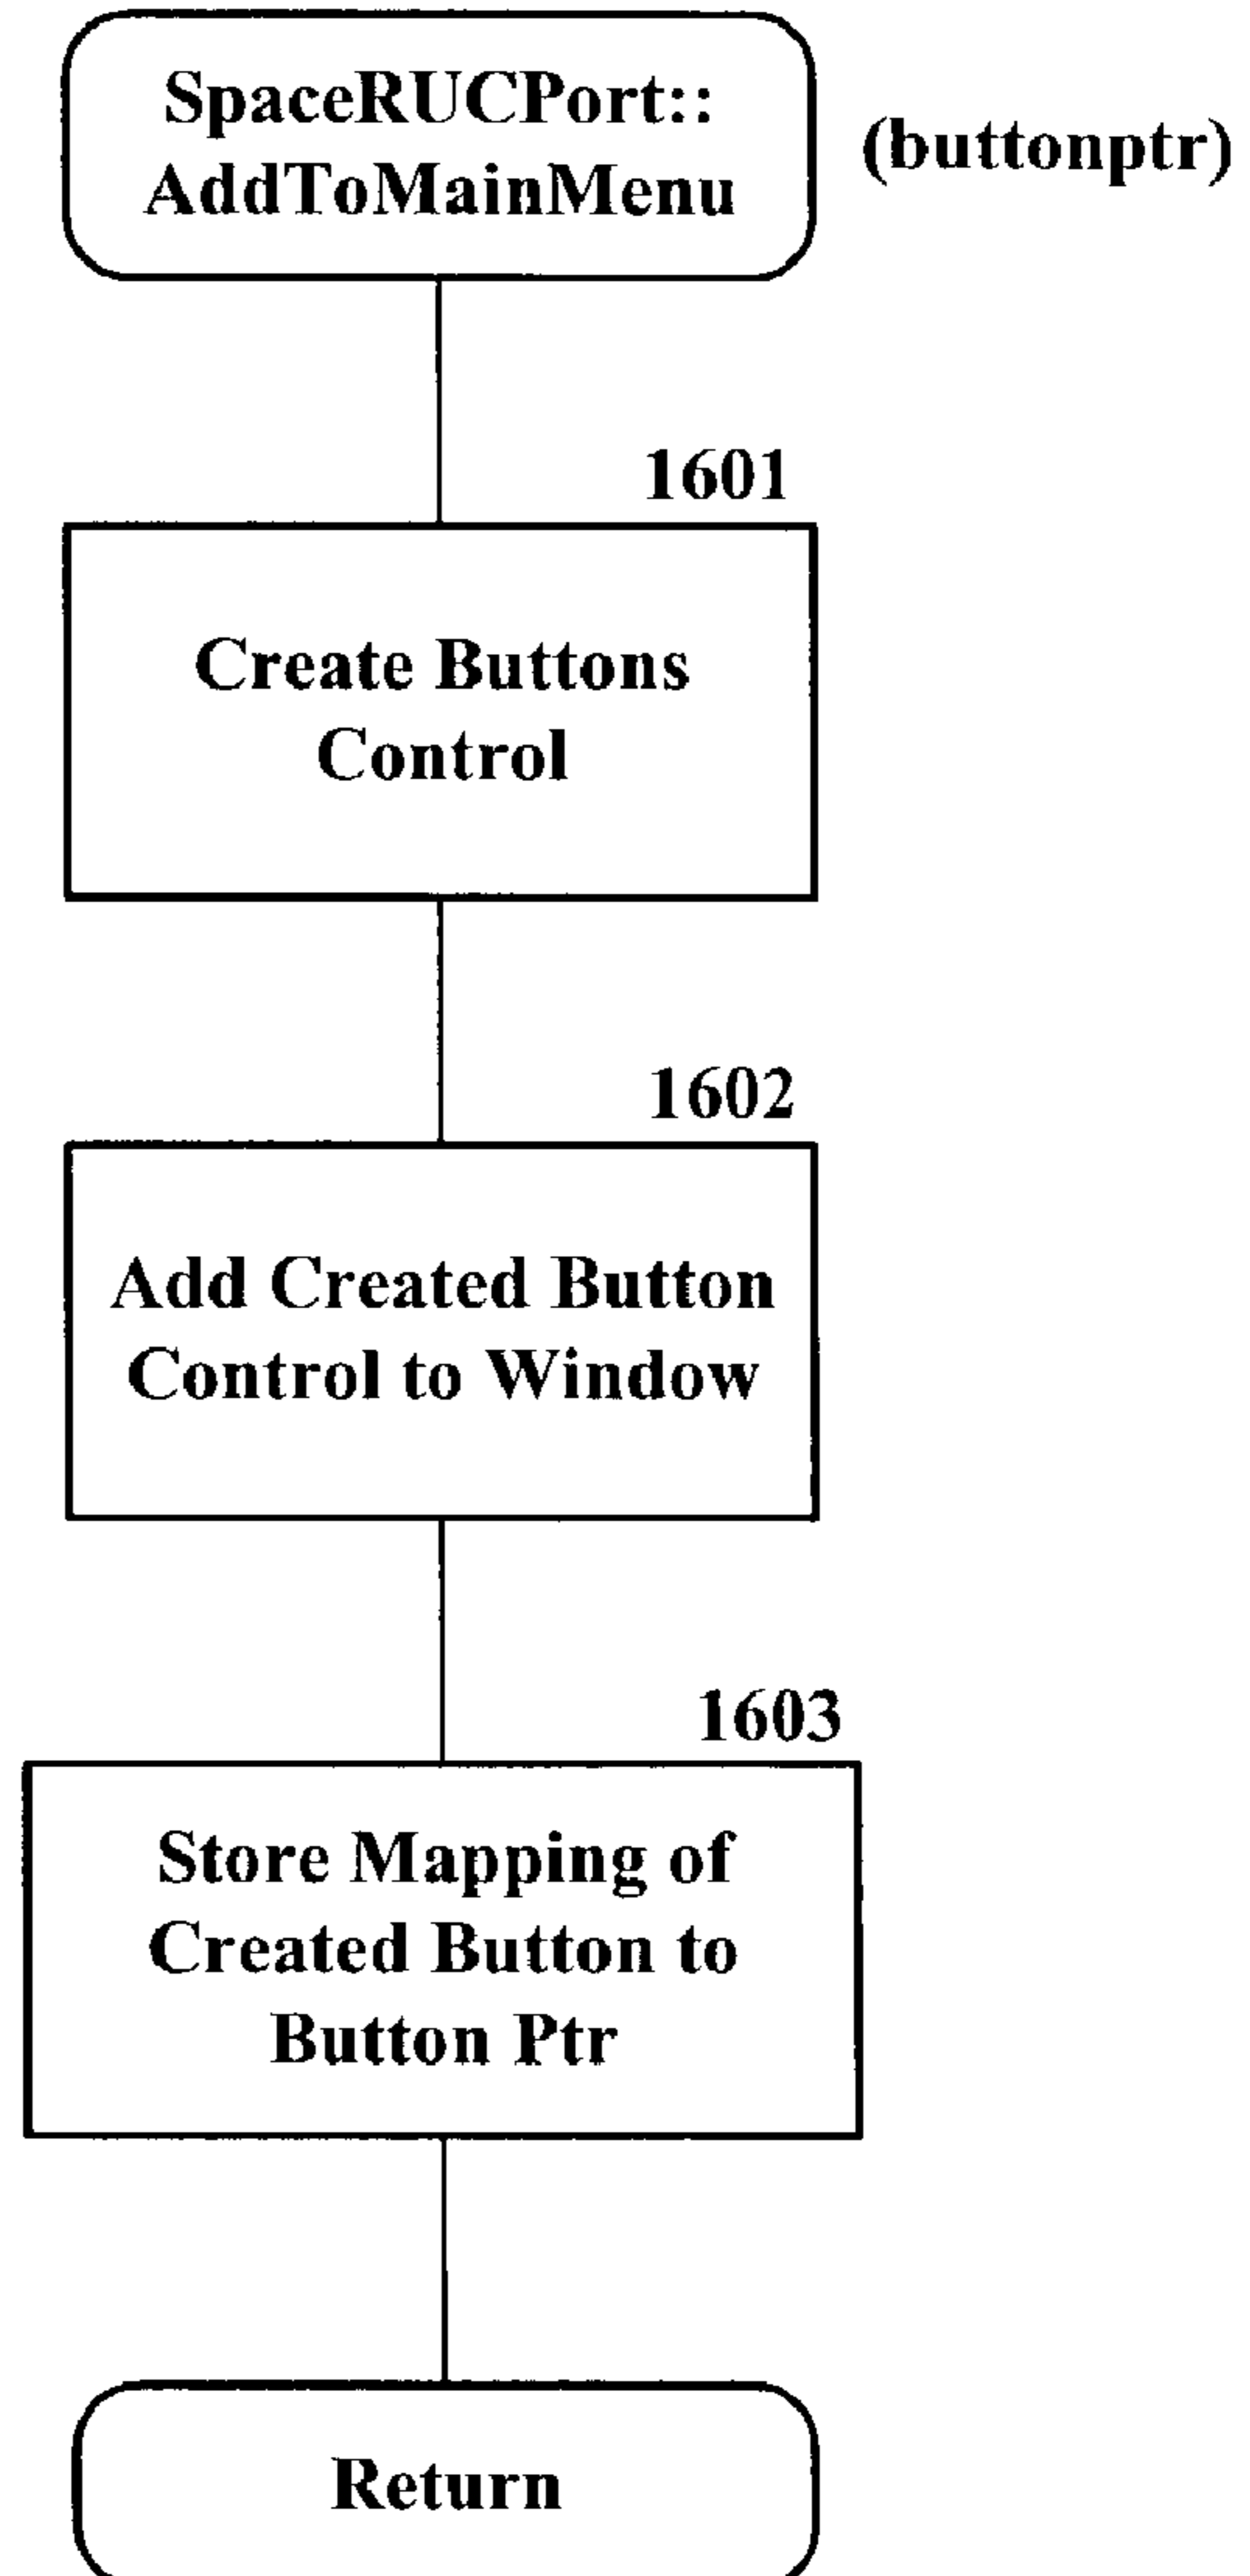 SpaceRUCPort::
AddToMainMenu
(buttonptr)
1601
Create Buttons
Control
1602
Add Created Button
Control to Window
1603
Store Mapping of
Created Button to
Button Ptr
Return